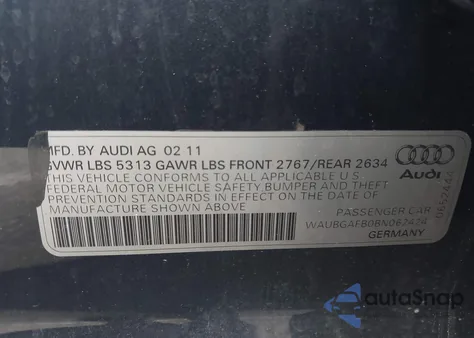 MFD. BY AUDI AG 02 11
GVWR LBS 5313 GAWR LBS FRONT 2767/REAR 2634
THIS VEHICLE CONFORMS TO ALL APPLICABLE U.S.
FEDERAL MOTOR VEHICLE SAFETY BUMPER AND THEFT
PREVENTION STANDARDS IN EFFECT ON THE DATE OF
MANUFACTURE SHOWN ABOVE.
Audi
PASSENGER CAR
GERMANY
autoSnap